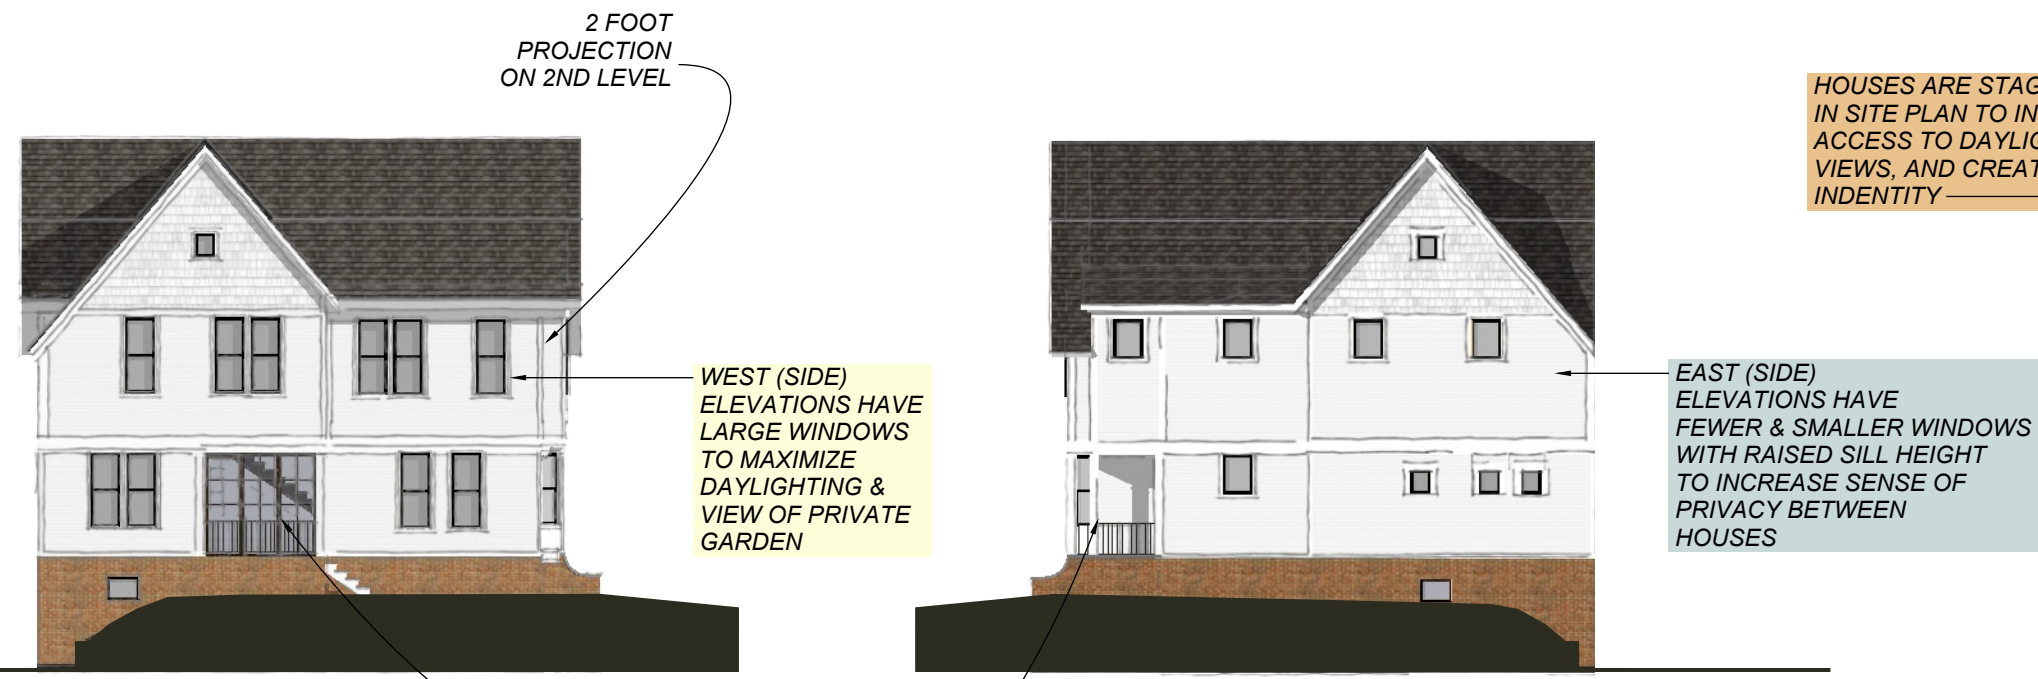 2 FOOT
PROJECTION
ON 2ND LEVEL
WEST (SIDE)
ELEVATIONS HAVE
LARGE WINDOWS
TO MAXIMIZE
DAYLIGHTING &
VIEW OF PRIVATE
GARDEN
HOUSES ARE STAG
IN SITE PLAN TO IN
ACCESS TO DAYLIG
VIEWS, AND CREAT
INDENTITY
EAST (SIDE)
ELEVATIONS HAVE
FEWER & SMALLER WINDOWS
WITH RAISED SILL HEIGHT
TO INCREASE SENSE OF
PRIVACY BETWEEN
HOUSES